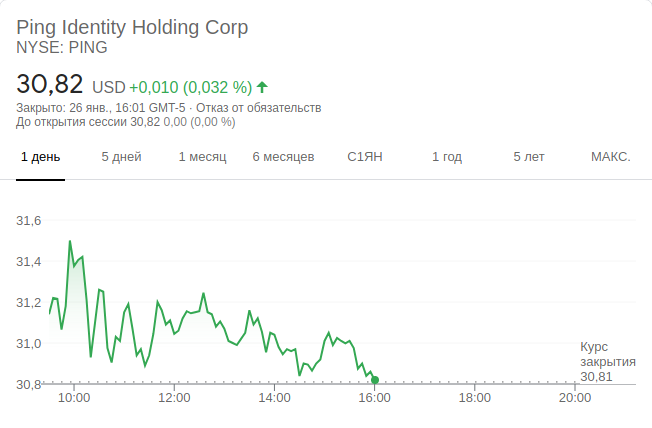 Ping Identity Holding Corp
NYSE: PING
30,82 USD +0,010 (0,032 %)
Закрыто: 26 янв., 16:01 GMT-5 · Отказ от обязательств
До открытия сессии 30,82 0,00 (0,00 %)
1 день 5 дней 1 месяц 6 месяцев С1ЯН 1 год 5 лет МАКС.
31,6
31,4
31,2
31,0
30,8
Курс
закрытия
30,81
10:00 12:00 14:00 16:00 18:00 20:00